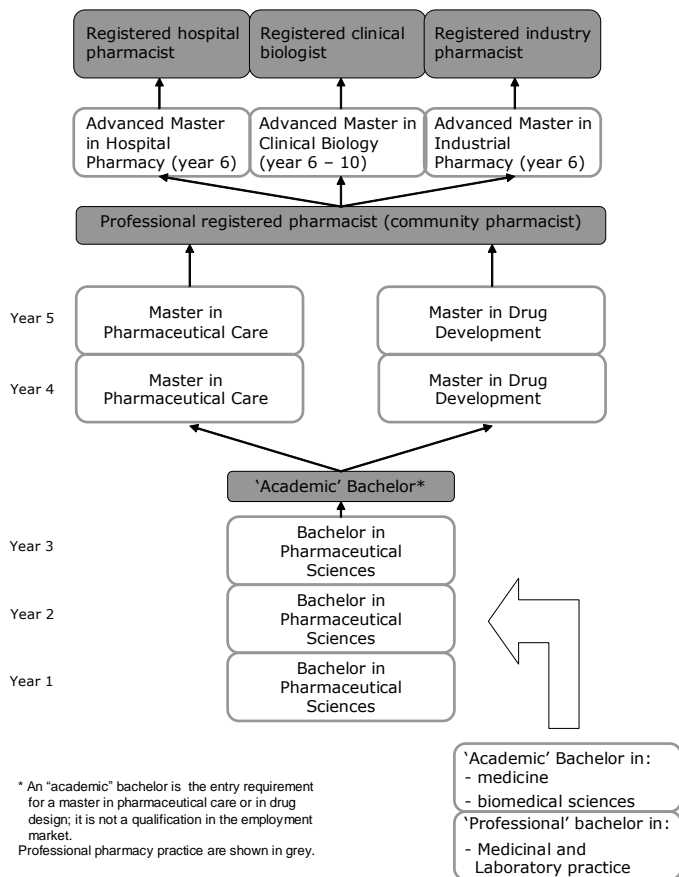 Registered hospital
pharmacist
Registered clinical
biologist
Registered industry
pharmacist
Advanced Master
in Hospital
Pharmacy (year 6)
Advanced Master in
Clinical Biology
(year 6 – 10)
Advanced Master in
Industrial
Pharmacy (year 6)
Professional registered pharmacist (community pharmacist)
Year 5
Master in
Pharmaceutical Care
Master in Drug
Development
Year 4
Master in
Pharmaceutical Care
Master in Drug
Development
‘Academic’ Bachelor*
Year 3
Bachelor in
Pharmaceutical
Sciences
Year 2
Bachelor in
Pharmaceutical
Sciences
Year 1
Bachelor in
Pharmaceutical
Sciences
‘Academic’ Bachelor in:
- medicine
- biomedical sciences
‘Professional’ bachelor in:
- Medicinal and
Laboratory practice
* An “academic” bachelor is the entry requirement
for a master in pharmaceutical care or in drug
design; it is not a qualification in the employment
market.
Professional pharmacy practice are shown in grey.